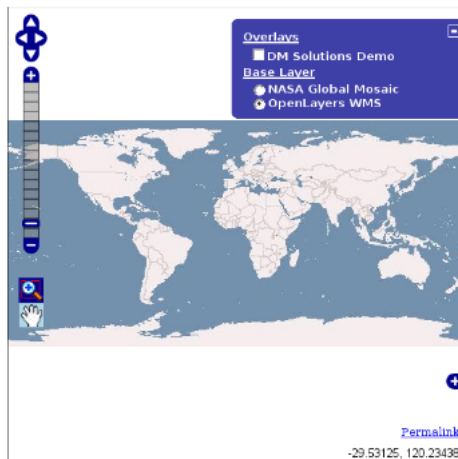 Overlays
DM Solutions Demo
Base Layer
NASA Global Mosaic
OpenLayers WMS
Permalink
-29.53125, 120.23438